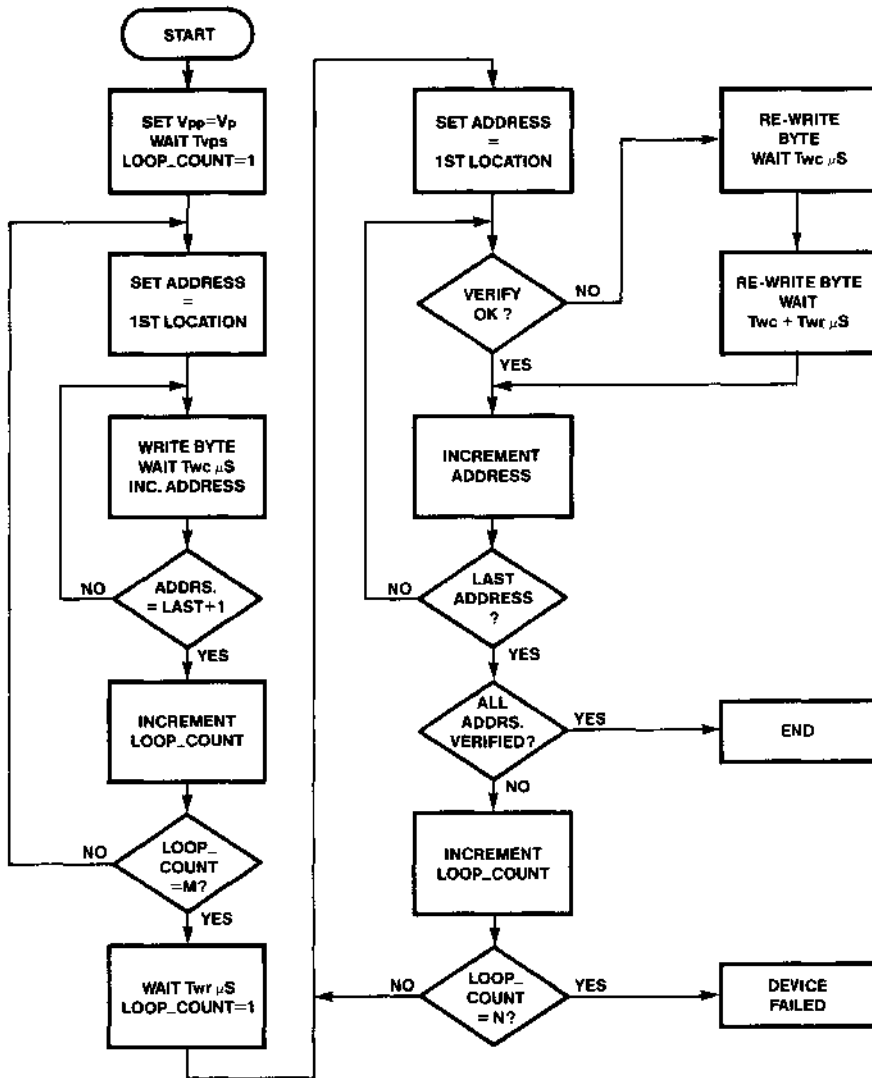 START
SET Vpp=Vp
WAIT Tvps
LOOP_COUNT=1
SET ADDRESS
=
1ST LOCATION
WRITE BYTE
WAIT Twc μS
INC. ADDRESS
NO
ADDRS.
= LAST+1
YES
INCREMENT
LOOP_COUNT
NO
LOOP_
COUNT
=M?
YES
WAIT Twr μS
LOOP_COUNT=1
SET ADDRESS
=
1ST LOCATION
VERIFY
OK ?
NO
YES
RE-WRITE
BYTE
WAIT Twc μS
RE-WRITE BYTE
WAIT
Twc + Twr μS
INCREMENT
ADDRESS
NO
LAST
ADDRESS
?
YES
ALL
ADDRS.
VERIFIED?
YES
END
NO
INCREMENT
LOOP_COUNT
NO
LOOP_
COUNT
= N?
YES
DEVICE
FAILED